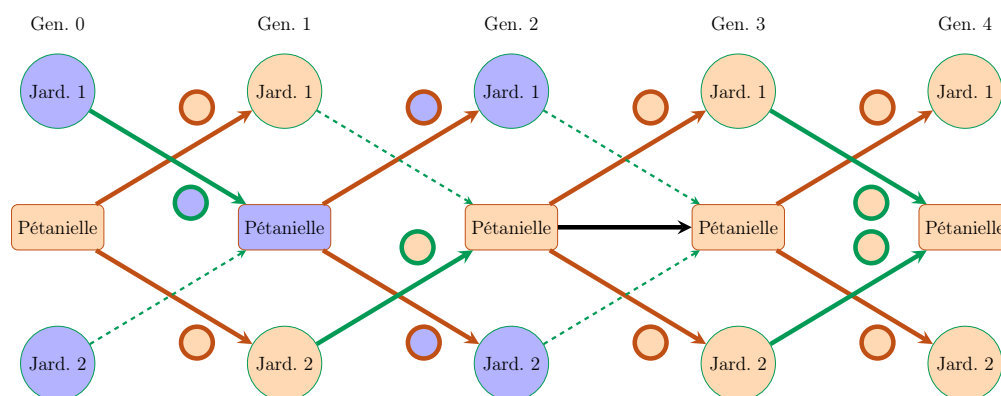 Gen. 0 Gen. 1 Gen. 2 Gen. 3 Gen. 4
Jard. 1 Jard. 1 Jard. 1 Jard. 1 Jard. 1
Pétanielle Pétanielle Pétanielle Pétanielle Pétanielle
Jard. 2 Jard. 2 Jard. 2 Jard. 2 Jard. 2